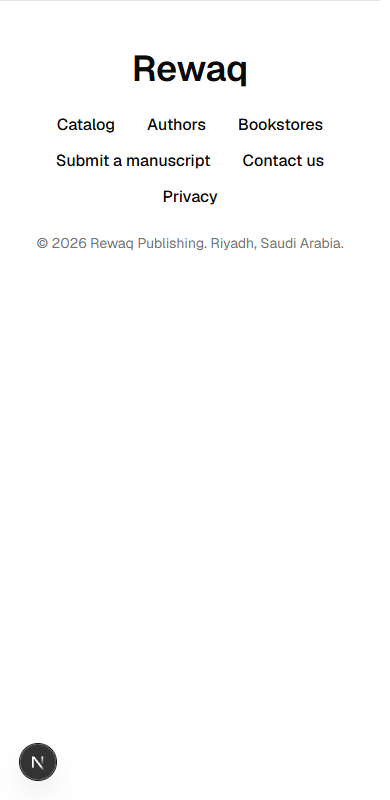 Rewaq
Catalog Authors Bookstores
Submit a manuscript Contact us
Privacy
© 2026 Rewaq Publishing. Riyadh, Saudi Arabia.
N